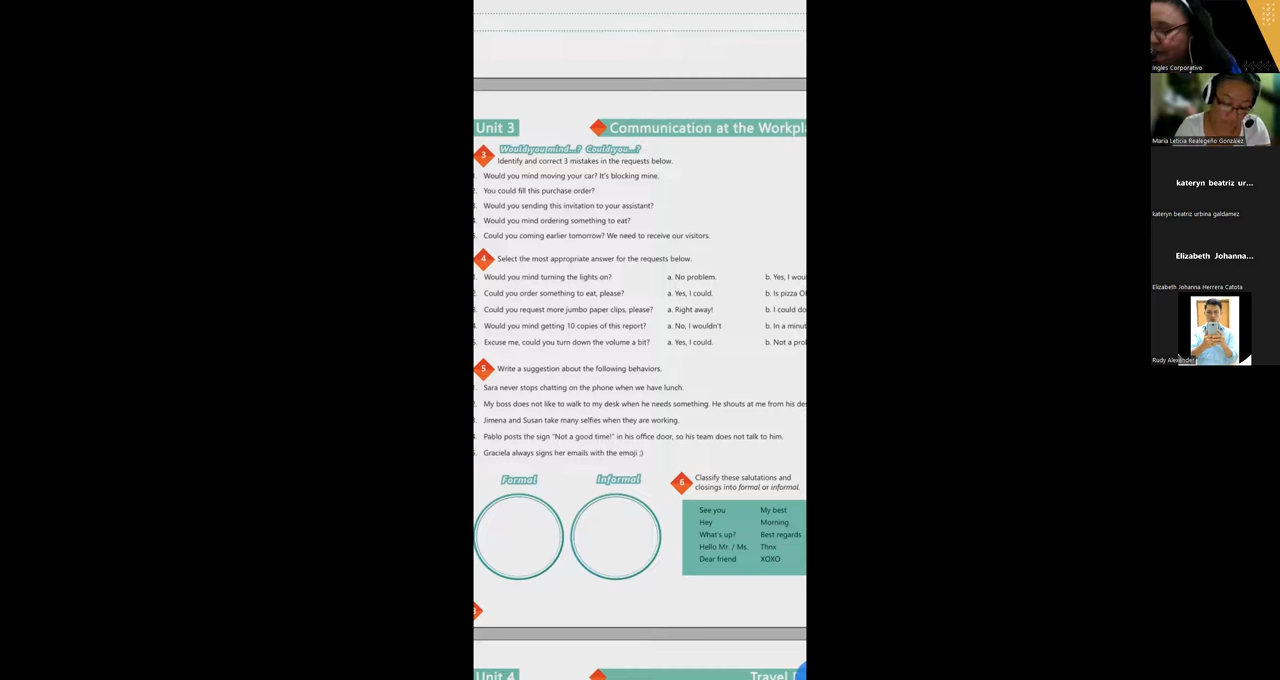 Unit 3
Communication at the Workpl
3
Would you mind...? Could you...?
Identify and correct 3 mistakes in the requests below.
Would you mind moving your car? It's blocking mine.
You could fill this purchase order?
Would you sending this invitation to your assistant?
Would you mind ordering something to eat?
Could you coming earlier tomorrow? We need to receive our visitors.
4
Select the most appropriate answer for the requests below.
Would you mind turning the lights on? a. No problem. b. Yes, I woul
Could you order something to eat, please? a. Yes, I could. b. Is pizza O
Could you request more jumbo paper clips, please? a. Right away! b. I could do
Would you mind getting 10 copies of this report? a. No, I wouldn't b. In a minut
Excuse me, could you turn down the volume a bit? a. Yes, I could. b. Not a prob
5
Write a suggestion about the following behaviors.
Sara never stops chatting on the phone when we have lunch.
My boss does not like to walk to my desk when he needs something. He shouts at me from his des
Jimena and Susan take many selfies when they are working.
Pablo posts the sign "Not a good time!" in his office door, so his team does not talk to him.
Graciela always signs her emails with the emoji ;)
Formal
Informal
6
Classify these salutations and
closings into formal or informal.
See you My best
Hey Morning
What's up? Best regards
Hello Mr. / Ms. Thnx
Dear friend XOXO
Unit 4
Travel
Ingles Corporativo
María Leticia Realegeño González
kateryn beatriz ur...
kateryn beatriz urbina galdamez
Elizabeth Johanna...
Elizabeth Johanna Herrera Catota
Rudy Alexander